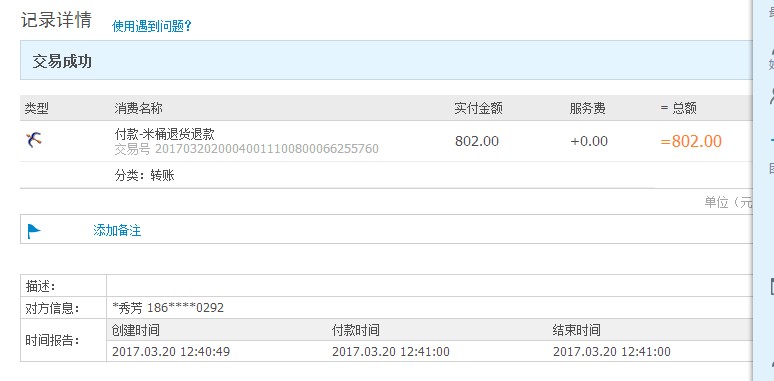 记录详情 使用遇到问题?
交易成功
类型 消费名称 实付金额 服务费 = 总额
付款-米桶退货退款 802.00 +0.00 =802.00
交易号 20170320200040011100800066255760
分类：转账
单位（元
添加备注
描述：
对方信息： *秀芳 186****0292
时间报告： 创建时间 付款时间 结束时间
2017.03.20 12:40:49 2017.03.20 12:41:00 2017.03.20 12:41:00